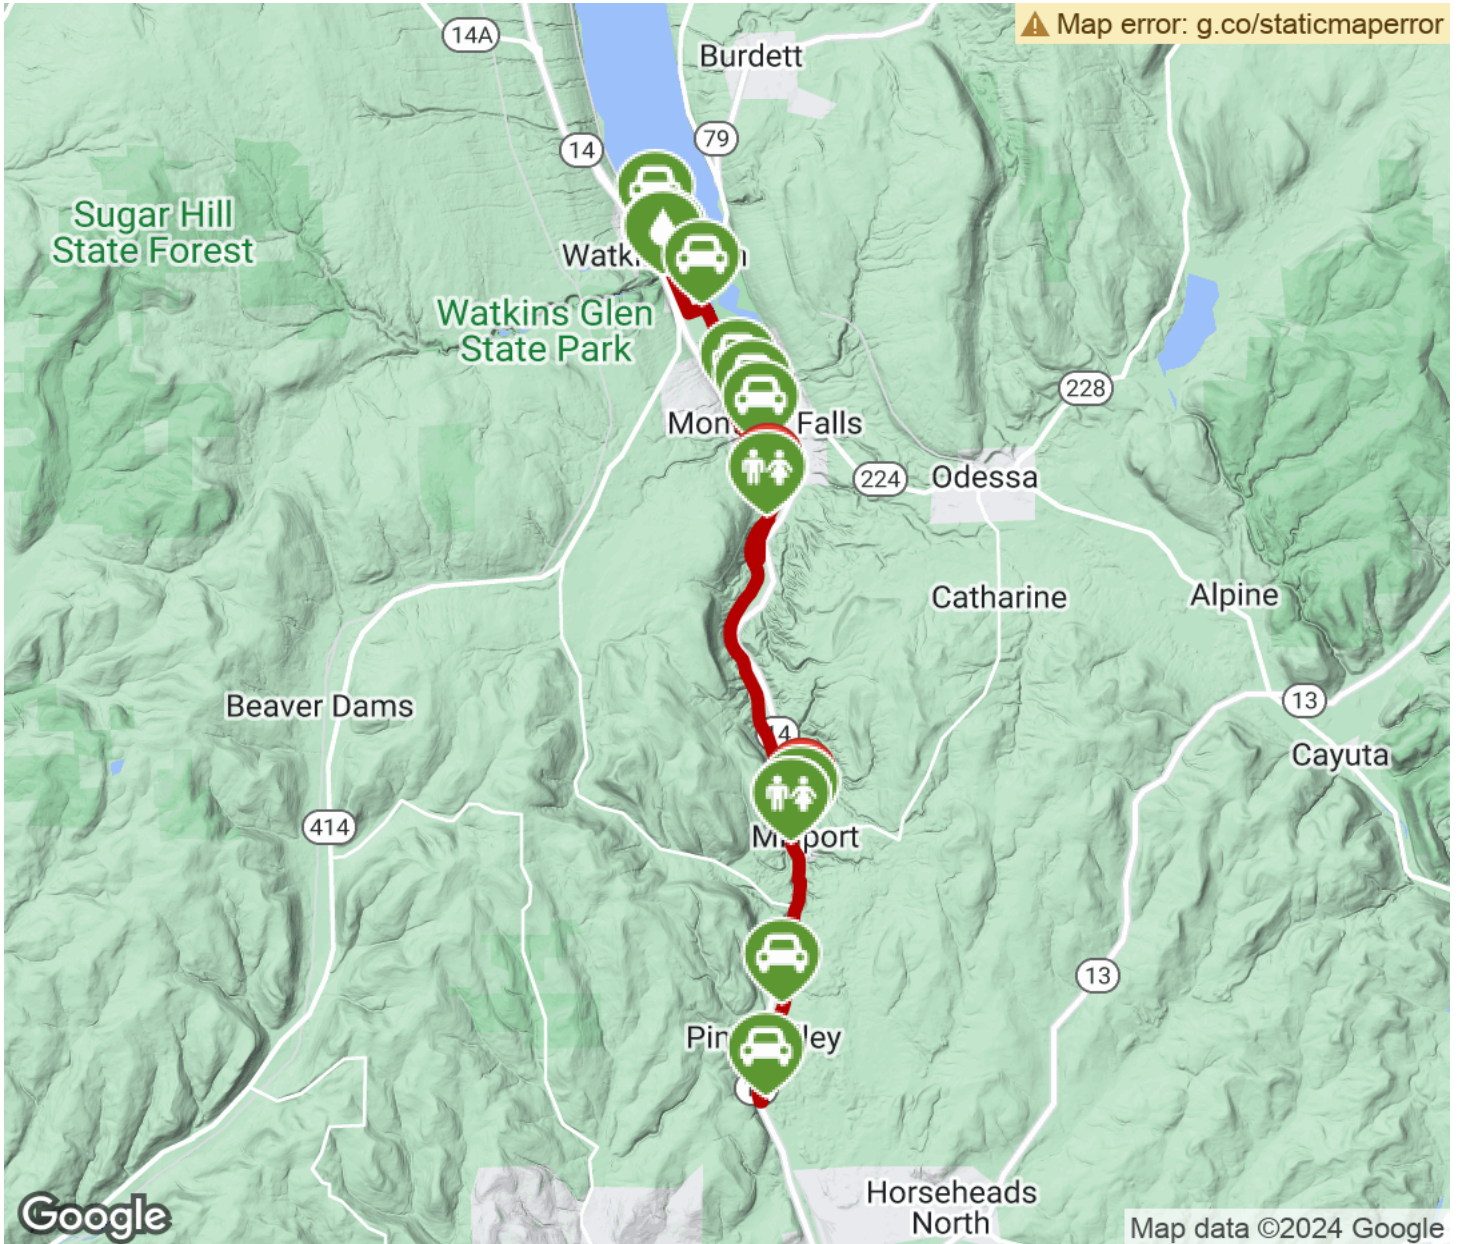 Map error: g.co/staticmaperror
14A
Burdett
79
14
Sugar Hill
State Forest
Watkins Glen
State Park
228
Falls
224
Odessa
Catharine
Alpine
13
Beaver Dams
Cayuta
414
13
Horseheads
North
Google
Map data ©2024 Google